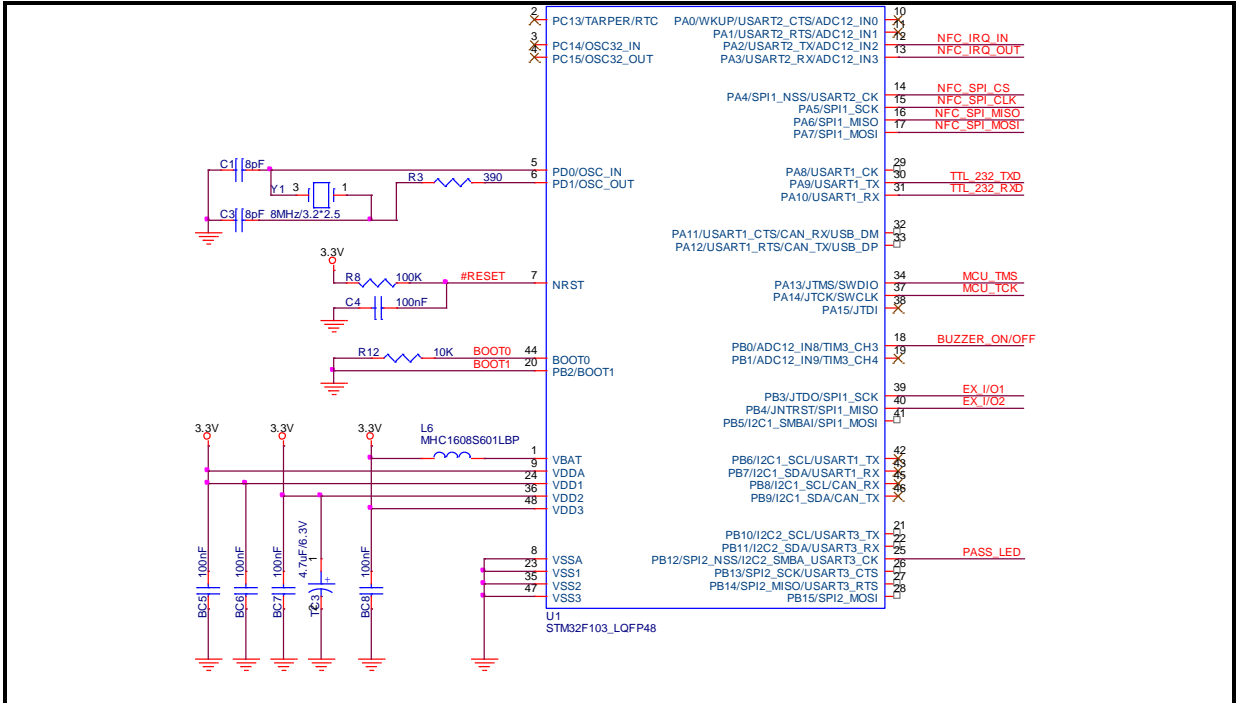 2 PC13/TARPER/RTC
3 PC14/OSC32_IN
4 PC15/OSC32_OUT
PA0/WKUP/USART2_CTS/ADC12_IN0 10
PA1/USART2_RTS/ADC12_IN1 11
PA2/USART2_TX/ADC12_IN2 12 NFC_IRQ_IN
PA3/USART2_RX/ADC12_IN3 13 NFC_IRQ_OUT
PA4/SPI1_NSS/USART2_CK 14 NFC_SPI_CS
PA5/SPI1_SCK 15 NFC_SPI_CLK
PA6/SPI1_MISO 16 NFC_SPI_MISO
PA7/SPI1_MOSI 17 NFC_SPI_MOSI
C1 8pF
5 PD0/OSC_IN
R3 390 6 PD1/OSC_OUT
Y1 3 1
C3 8pF 8MHz/3.2*2.5
PA8/USART1_CK 29
PA9/USART1_TX 30 TTL_232_TXD
PA10/USART1_RX 31 TTL_232_RXD
PA11/USART1_CTS/CAN_RX/USB_DM 32
PA12/USART1_RTS/CAN_TX/USB_DP 33
3.3V
R8 100K #RESET 7 NRST
C4 100nF
PA13/JTMS/SWDIO 34 MCU_TMS
PA14/JTCK/SWCLK 37 MCU_TCK
PA15/JTDI 38
R12 10K BOOT0 44 BOOT0
BOOT1 20 PB2/BOOT1
PB0/ADC12_IN8/TIM3_CH3 18 BUZZER_ON/OFF
PB1/ADC12_IN9/TIM3_CH4 19
PB3/JTDO/SPI1_SCK 39 EX_I/O1
PB4/JNTRST/SPI1_MISO 40 EX_I/O2
PB5/I2C1_SMBAI/SPI1_MOSI 41
3.3V 3.3V 3.3V
L6
MHC1608S601LBP
1 VBAT
9 VDDA
24 VDD1
36 VDD2
48 VDD3
PB6/I2C1_SCL/USART1_TX 42
PB7/I2C1_SDA/USART1_RX 43
PB8/I2C1_SCL/CAN_RX 45
PB9/I2C1_SDA/CAN_TX 46
BC5 100nF
BC6 100nF
BC7 100nF
TC3 4.7uF/6.3V 1 + 2
BC8 100nF
8 VSSA
23 VSS1
35 VSS2
47 VSS3
PB10/I2C2_SCL/USART3_TX 21
PB11/I2C2_SDA/USART3_RX 22
PB12/SPI2_NSS/I2C2_SMBA_USART3_CK 25 PASS_LED
PB13/SPI2_SCK/USART3_CTS 26
PB14/SPI2_MISO/USART3_RTS 27
PB15/SPI2_MOSI 28
U1
STM32F103_LQFP48